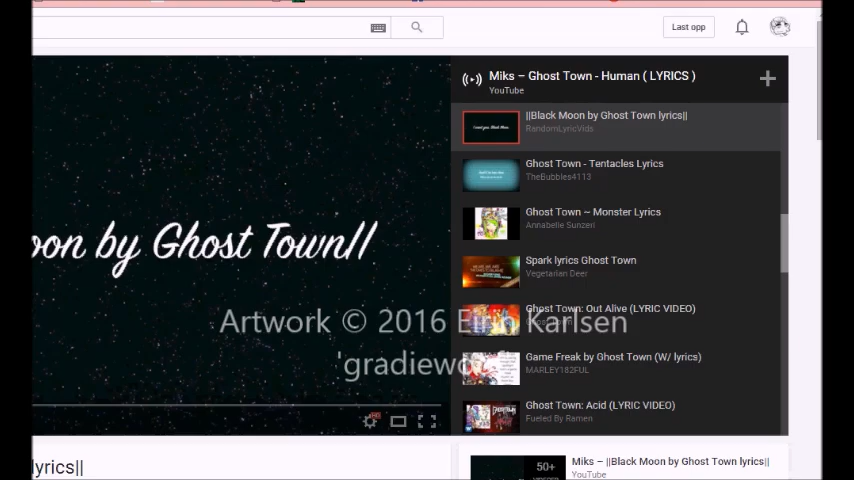 Last opp
Miks – Ghost Town - Human ( LYRICS )
YouTube
||Black Moon by Ghost Town lyrics||
RandomLyricVids
Ghost Town - Tentacles Lyrics
TheBubbles4113
Ghost Town ~ Monster Lyrics
Annabelle Sunzeri
Spark lyrics Ghost Town
Vegetarian Deer
Ghost Town: Out Alive (LYRIC VIDEO)
Game Freak by Ghost Town (W/ lyrics)
MARLEY182FUL
Ghost Town: Acid (LYRIC VIDEO)
Fueled By Ramen
oon by Ghost Town//
Artwork © 2016 Karlsen
HD
lyrics||
50+
Miks – ||Black Moon by Ghost Town lyrics||
YouTube